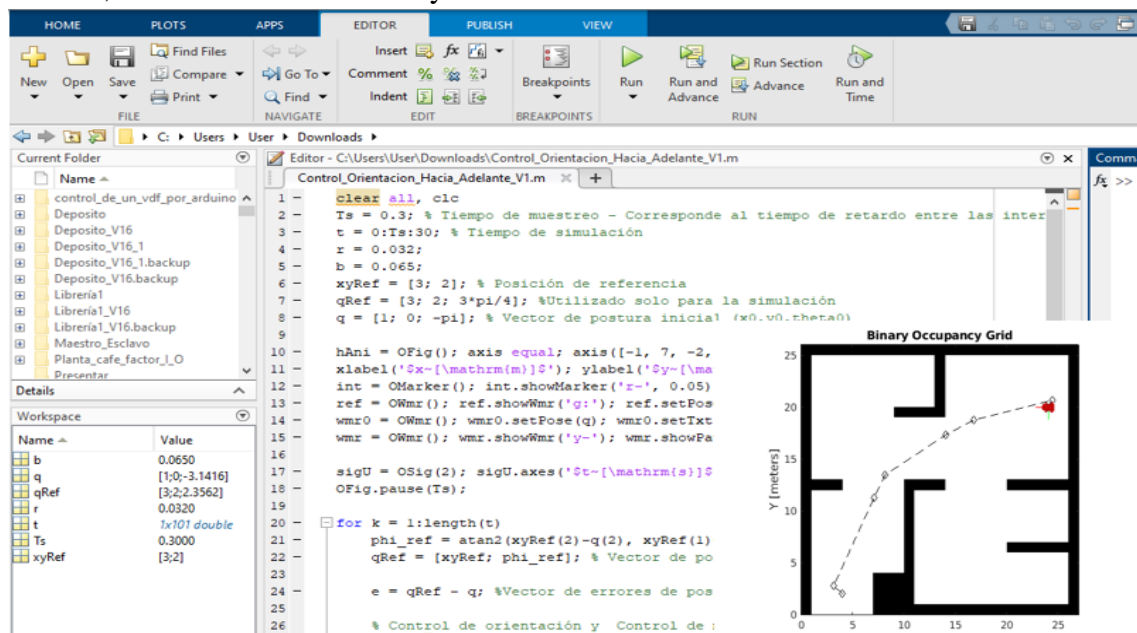 HOME PLOTS APPS EDITOR PUBLISH VIEW
New Open Save Find Files Compare Print
FILE
Go To Find
NAVIGATE
Insert fx
Comment %
Indent
EDIT
Breakpoints
BREAKPOINTS
Run Run and Advance Run Section Advance Run and Time
RUN
C: Users User Downloads
Current Folder
Name
control_de_un_vdf_por_arduino
Deposito
Deposito_V16
Deposito_V16_1
Deposito_V16_1.backup
Deposito_V16.backup
Librería1
Librería1_V16
Librería1_V16.backup
Maestro_Esclavo
Planta_cafe_factor_I_O
Presentar
Details
Workspace
Name Value
b 0.0650
q [1;0;-3.1416]
qRef [3;2;2.3562]
r 0.0320
t 1x101 double
Ts 0.3000
xyRef [3;2]
Editor - C:\Users\User\Downloads\Control_Orientacion_Hacia_Adelante_V1.m
Control_Orientacion_Hacia_Adelante_V1.m
1 clear all, clc
2 Ts = 0.3; % Tiempo de muestreo - Corresponde al tiempo de retardo entre las inter
3 t = 0:Ts:30; % Tiempo de simulación
4 r = 0.032;
5 b = 0.065;
6 xyRef = [3; 2]; % Posición de referencia
7 qRef = [3; 2; 3*pi/4]; %Utilizado solo para la simulación
8 q = [1; 0; -pi]; % Vector de postura inicial (x0,y0,theta0)
9
10 hAni = OFig(); axis equal; axis([-1, 7, -2,
11 xlabel('$x~[\mathrm{m}]$'); ylabel('$y~[\ma
12 int = OMarker(); int.showMarker('r-', 0.05)
13 ref = OWmr(); ref.showWmr('g:'); ref.setPos
14 wmr0 = OWmr(); wmr0.setPose(q); wmr0.setTxt
15 wmr = OWmr(); wmr.showWmr('y-'); wmr.showPa
16
17 sigU = OSig(2); sigU.axes('$t~[\mathrm{s}]$
18 OFig.pause(Ts);
19
20 for k = 1:length(t)
21 phi_ref = atan2(xyRef(2)-q(2), xyRef(1)
22 qRef = [xyRef; phi_ref]; % Vector de po
23
24 e = qRef - q; %Vector de errores de pos
25
26 % Control de orientación y Control de
Comm
fx >>
Binary Occupancy Grid
Y [meters]
25
20
15
10
5
0
0 5 10 15 20 25